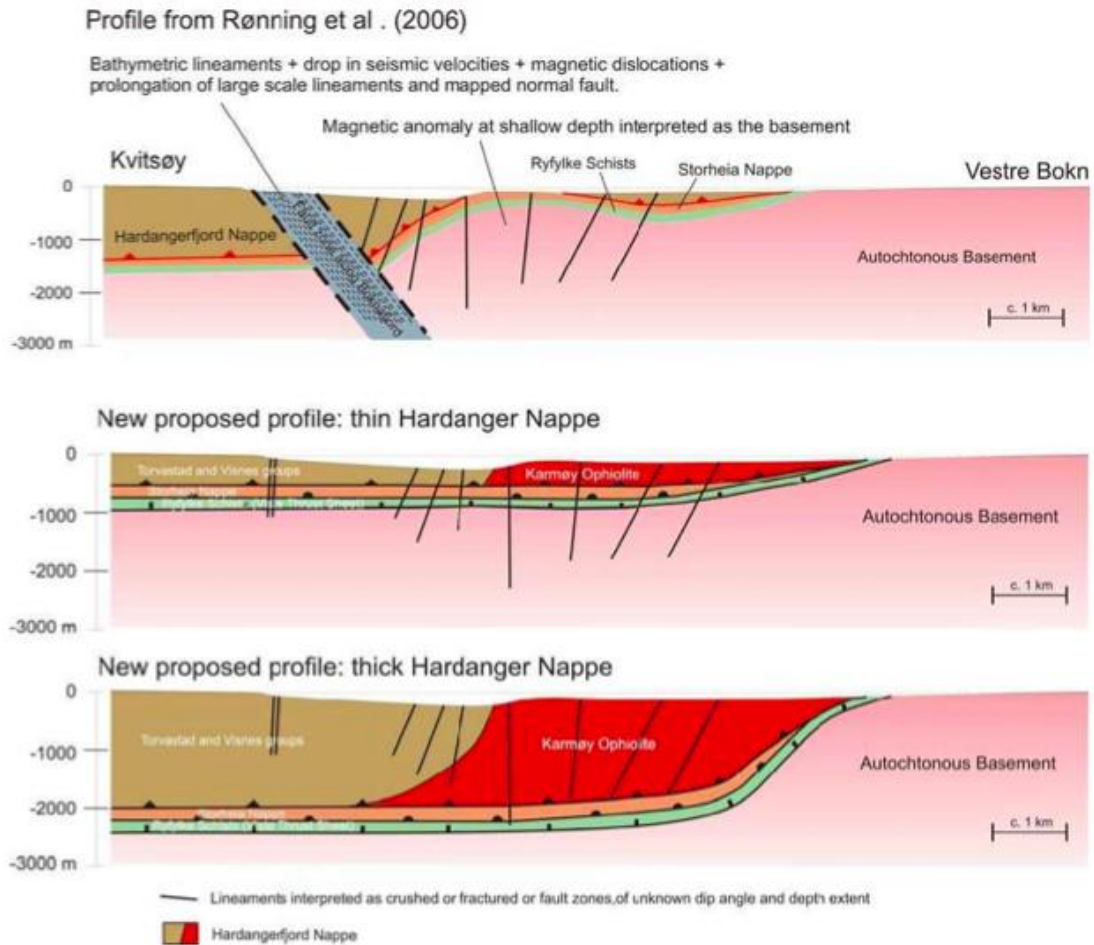 Profile from Rønning et al . (2006)
Bathymetric lineaments + drop in seismic velocities + magnetic dislocations +
prolongation of large scale lineaments and mapped normal fault.
Magnetic anomaly at shallow depth interpreted as the basement
Kvitsøy
Ryfylke Schists
Storheia Nappe
Vestre Bokn
0
-1000
-2000
-3000 m
Hardangerfjord Nappe
Autochtonous Basement
c. 1 km
New proposed profile: thin Hardanger Nappe
0
-1000
-2000
-3000 m
Torvastad and Visnes groups
Karmøy Ophiolite
Storheia Nappe
Autochtonous Basement
c. 1 km
New proposed profile: thick Hardanger Nappe
0
-1000
-2000
-3000 m
Torvastad and Visnes groups
Karmøy Ophiolite
Storheia Nappe
Autochtonous Basement
c. 1 km
Lineaments interpreted as crushed or fractured or fault zones,of unknown dip angle and depth extent
Hardangerfjord Nappe